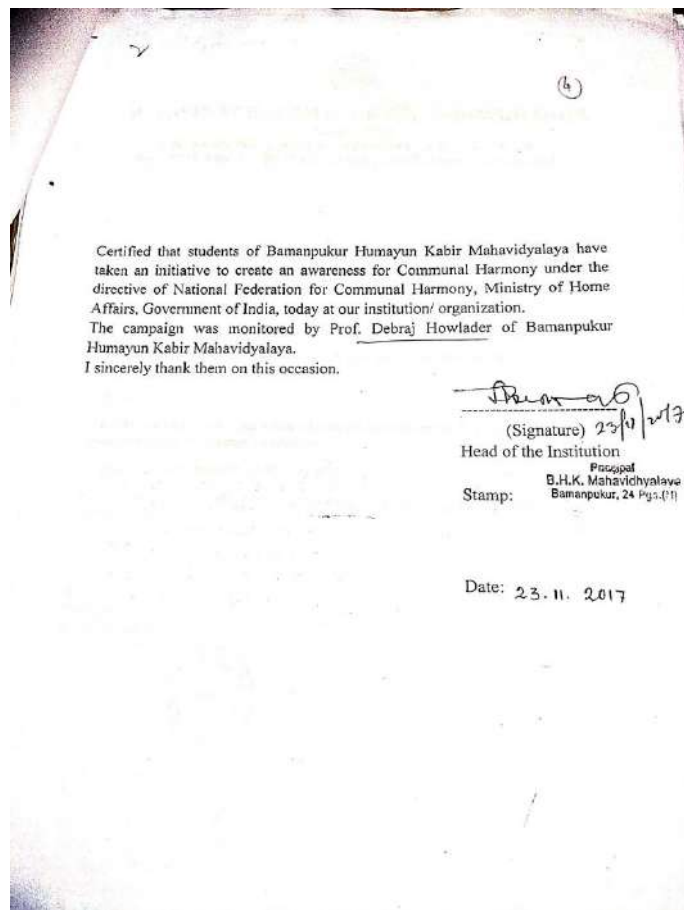 2
4
Certified that students of Bamanpukur Humayun Kabir Mahavidyalaya have
taken an initiative to create an awareness for Communal Harmony under the
directive of National Federation for Communal Harmony, Ministry of Home
Affairs, Government of India, today at our institution/ organization.
The campaign was monitored by Prof. Debraj Howlader of Bamanpukur
Humayun Kabir Mahavidyalaya.
I sincerely thank them on this occasion.
23/11/2017
(Signature)
Head of the Institution
Principal
B.H.K. Mahavidhyalaya
Stamp: Bamanpukur, 24 Pgs.(N)
Date: 23.11.2017